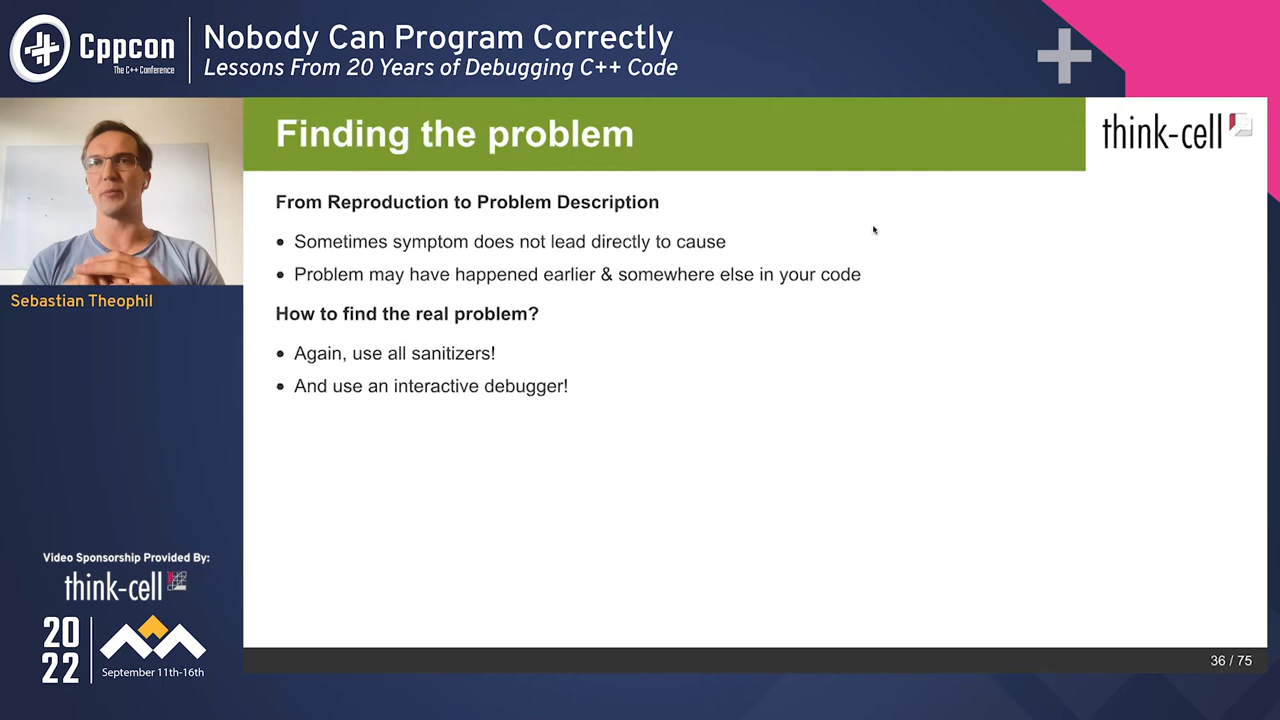 Cppcon
The C++ Conference
Nobody Can Program Correctly
Lessons From 20 Years of Debugging C++ Code
Finding the problem
think-cell
From Reproduction to Problem Description
• Sometimes symptom does not lead directly to cause
• Problem may have happened earlier & somewhere else in your code
How to find the real problem?
• Again, use all sanitizers!
• And use an interactive debugger!
Sebastian Theophil
Video Sponsorship Provided By:
think-cell
20
22
September 11th-16th
36 / 75